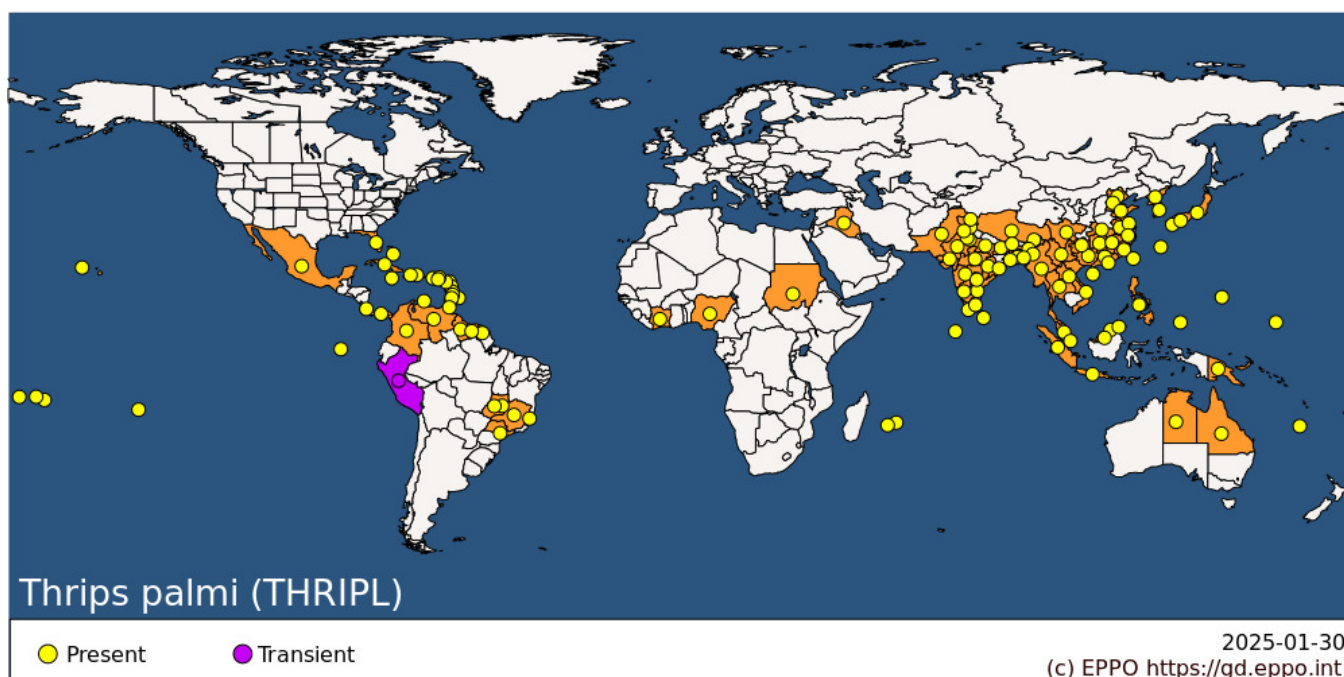 Thrips palmi (THRIPL)
Present
Transient
2025-01-30
(c) EPPO https://gd.eppo.int